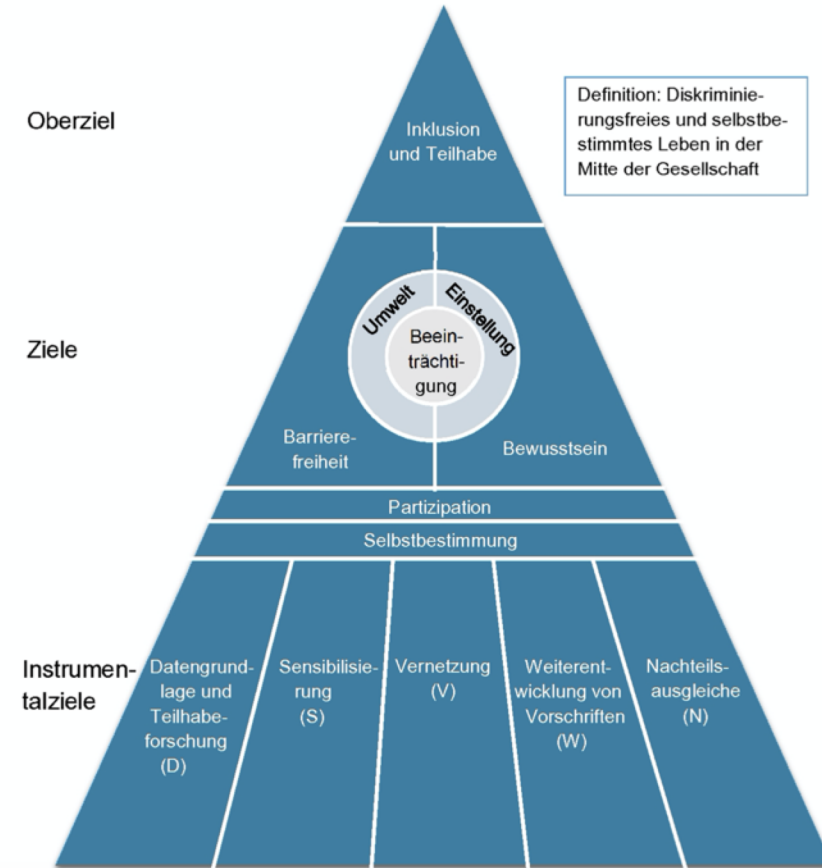 Oberziel
Inklusion
und Teilhabe
Definition: Diskriminie-
rungsfreies und selbstbe-
stimmtes Leben in der
Mitte der Gesellschaft
Ziele
Umwelt
Einstellung
Beein-
trächti-
gung
Barriere-
freiheit
Bewusstsein
Partizipation
Selbstbestimmung
Instrumen-
talziele
Datengrund-
lage und
Teilhabe-
forschung
(D)
Sensibilisie-
rung
(S)
Vernetzung
(V)
Weiterent-
wicklung von
Vorschriften
(W)
Nachteils-
ausgleiche
(N)